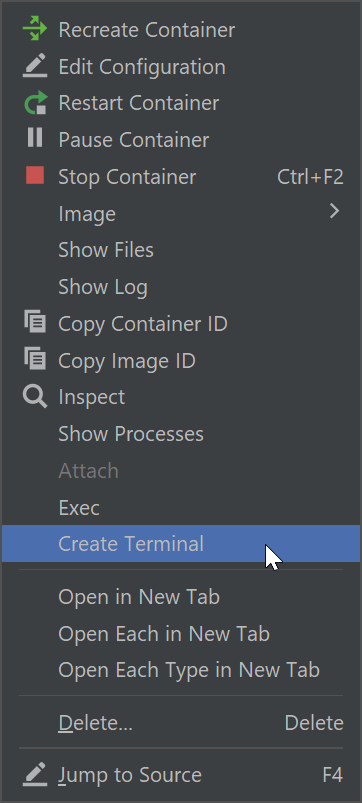 Recreate Container
Edit Configuration
Restart Container
Pause Container
Stop Container Ctrl+F2
Image
Show Files
Show Log
Copy Container ID
Copy Image ID
Inspect
Show Processes
Attach
Exec
Create Terminal
Open in New Tab
Open Each in New Tab
Open Each Type in New Tab
Delete... Delete
Jump to Source F4